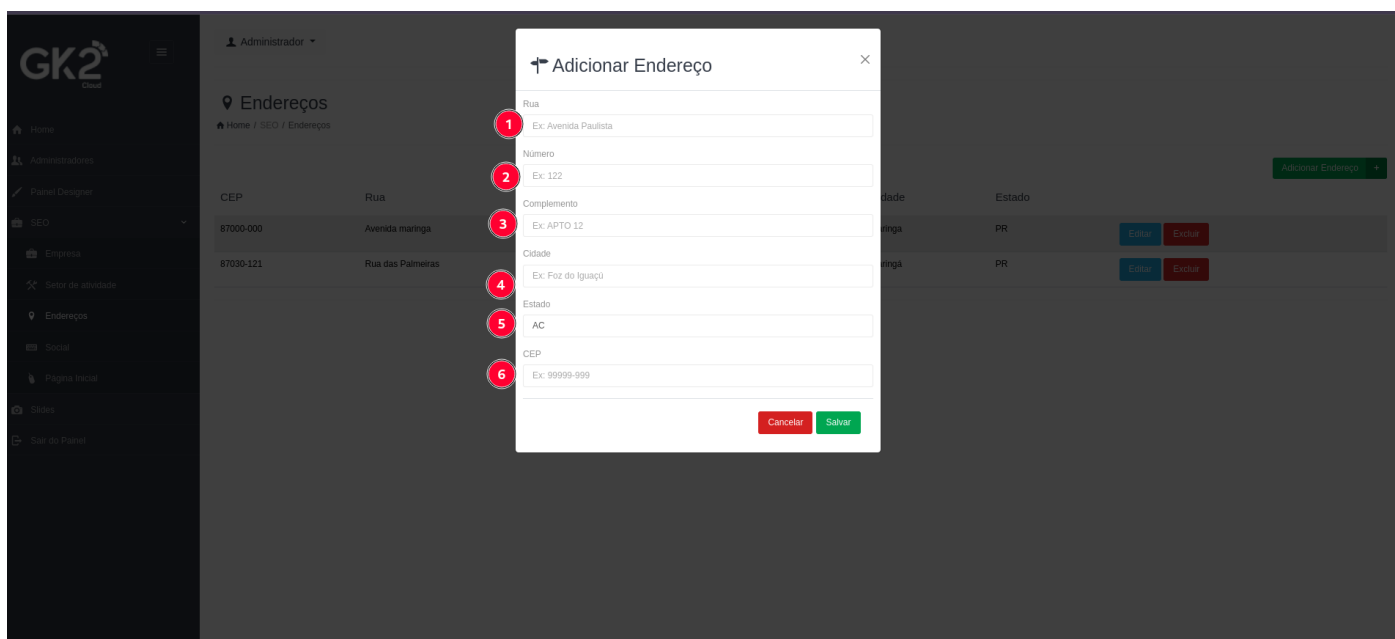 GK2
Cloud
Administrador
Endereços
Home / SEO / Endereços
Home
Administradores
Painel Designer
SEO
Empresa
Setor de atividade
Endereços
Social
Página Inicial
Slides
Sair do Painel
Adicionar Endereço +
CEP Rua dade Estado
87000-000 Avenida maringa aringa PR Editar Excluir
87030-121 Rua das Palmeiras aringá PR Editar Excluir
Adicionar Endereço ×
Rua
1 Ex: Avenida Paulista
Número
2 Ex: 122
Complemento
3 Ex: APTO 12
Cidade
4 Ex: Foz do Iguaçú
Estado
5 AC
CEP
6 Ex: 99999-999
Cancelar Salvar